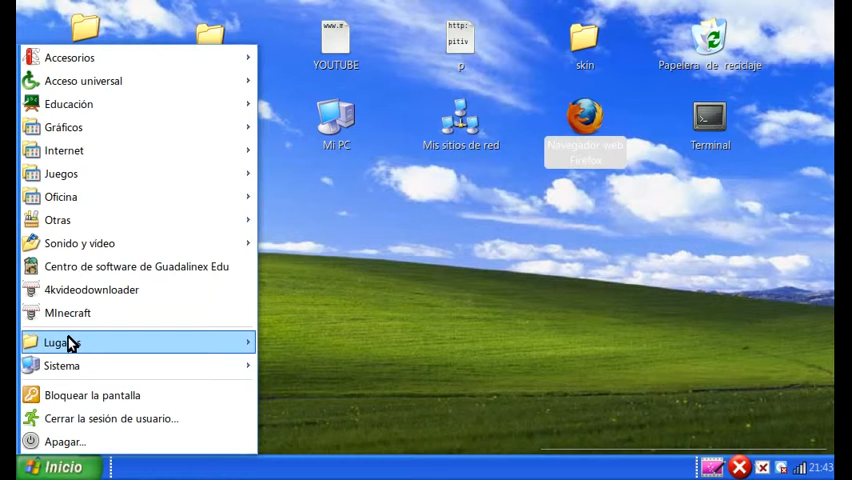 Accesorios
Acceso universal
Educación
Gráficos
Internet
Juegos
Oficina
Otras
Sonido y vídeo
Centro de software de Guadalinex Edu
4kvideodownloader
MInecraft
Sistema
Bloquear la pantalla
Cerrar la sesión de usuario...
Apagar...
Inicio
www.
http:
pitiv
YOUTUBE
p
skin
Papelera de reciclaje
Mi PC
Mis sitios de red
Navegador web
Firefox
Terminal
21:43